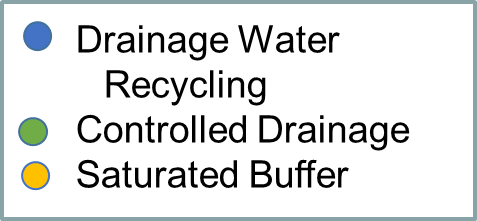 Drainage Water
Recycling
Controlled Drainage
Saturated Buffer